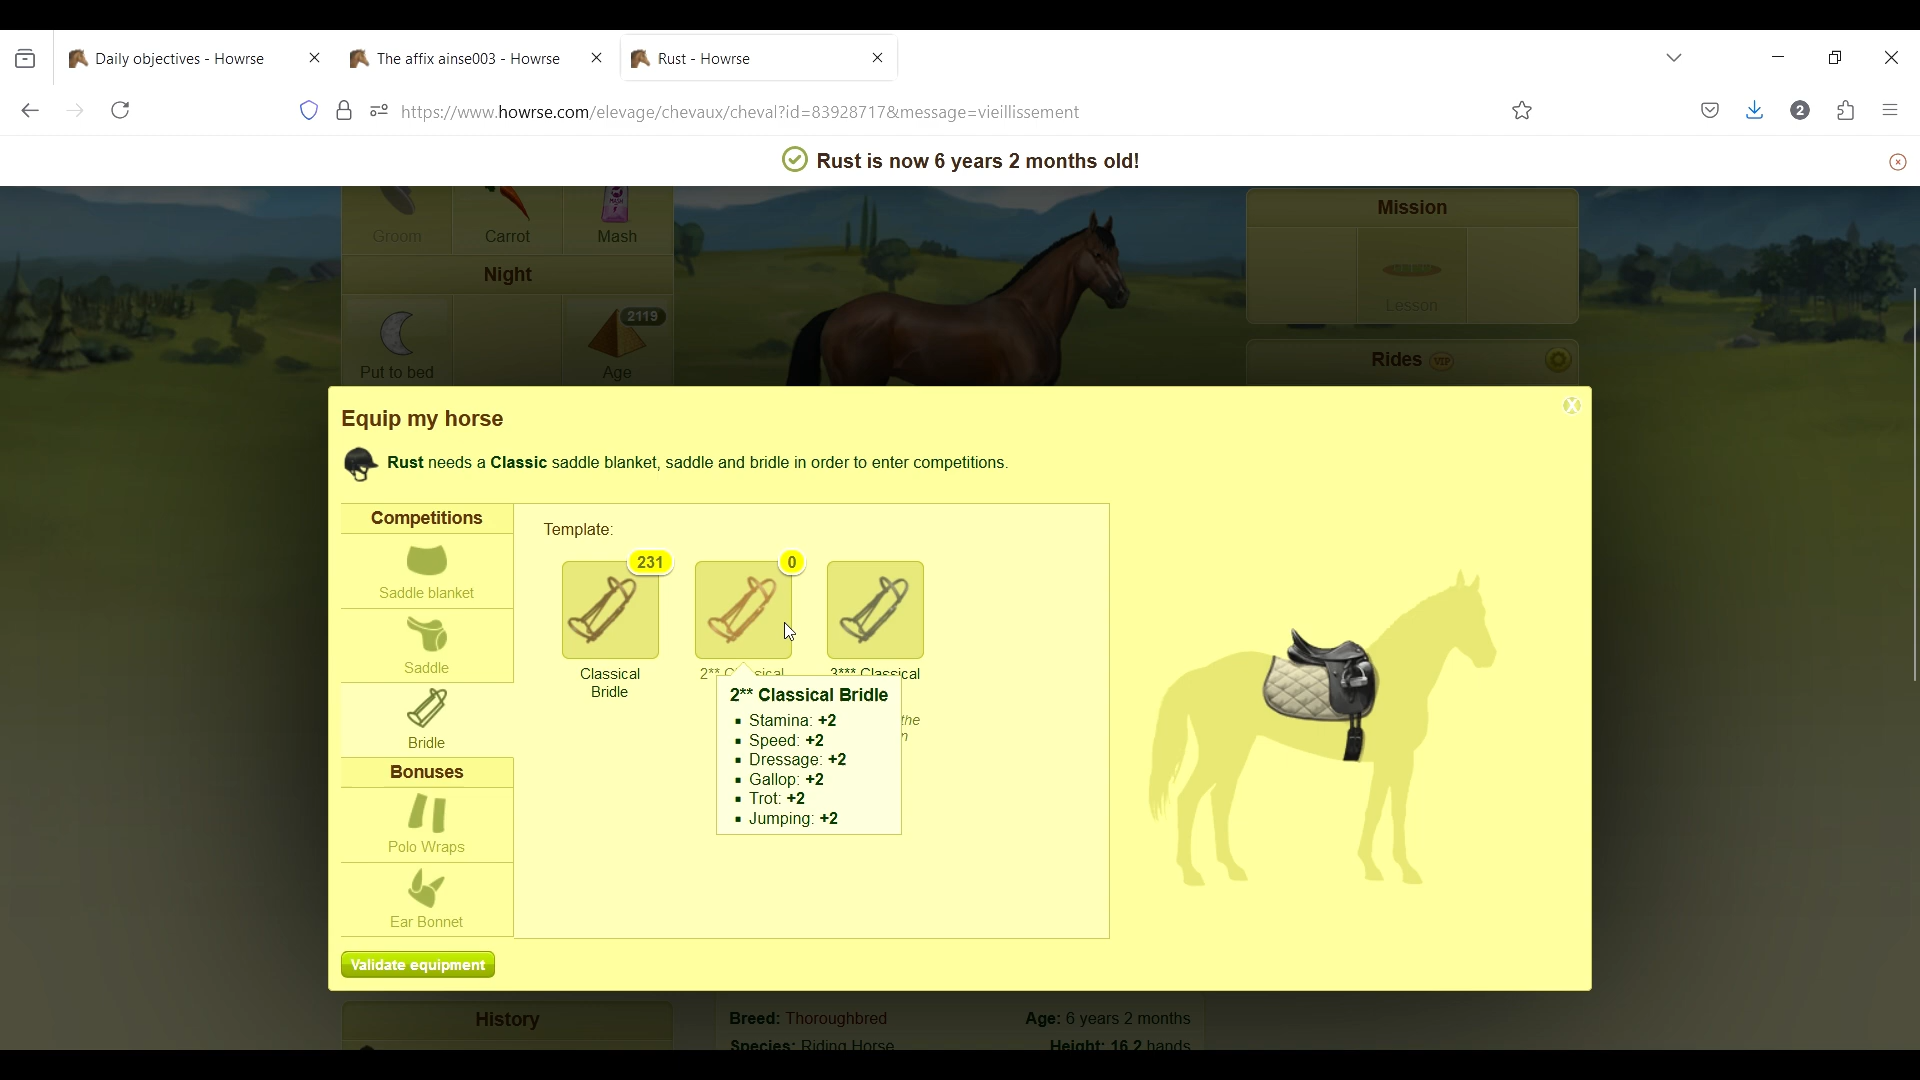 Daily objectives - Howrse
The affix ainse003 - Howrse
Rust - Howrse
https://www.howrse.com/elevage/chevaux/cheval?id=83928717&message=vieillissement
2
Rust is now 6 years 2 months old!
Groom
Carrot
Mash
Night
2119
Put to bed
Age
Mission
Lesson
Rides VIP
Equip my horse
X
Rust needs a Classic saddle blanket, saddle and bridle in order to enter competitions.
Competitions
Saddle blanket
Saddle
Bridle
Bonuses
Polo Wraps
Ear Bonnet
Template:
231
0
Classical
Bridle
2** Classical
3*** Classical
the
2** Classical Bridle
Stamina: +2
Speed: +2
Dressage: +2
Gallop: +2
Trot: +2
Jumping: +2
Validate equipment
History
Breed: Thoroughbred
Age: 6 years 2 months
Species: Riding Horse
Height: 16.2 hands